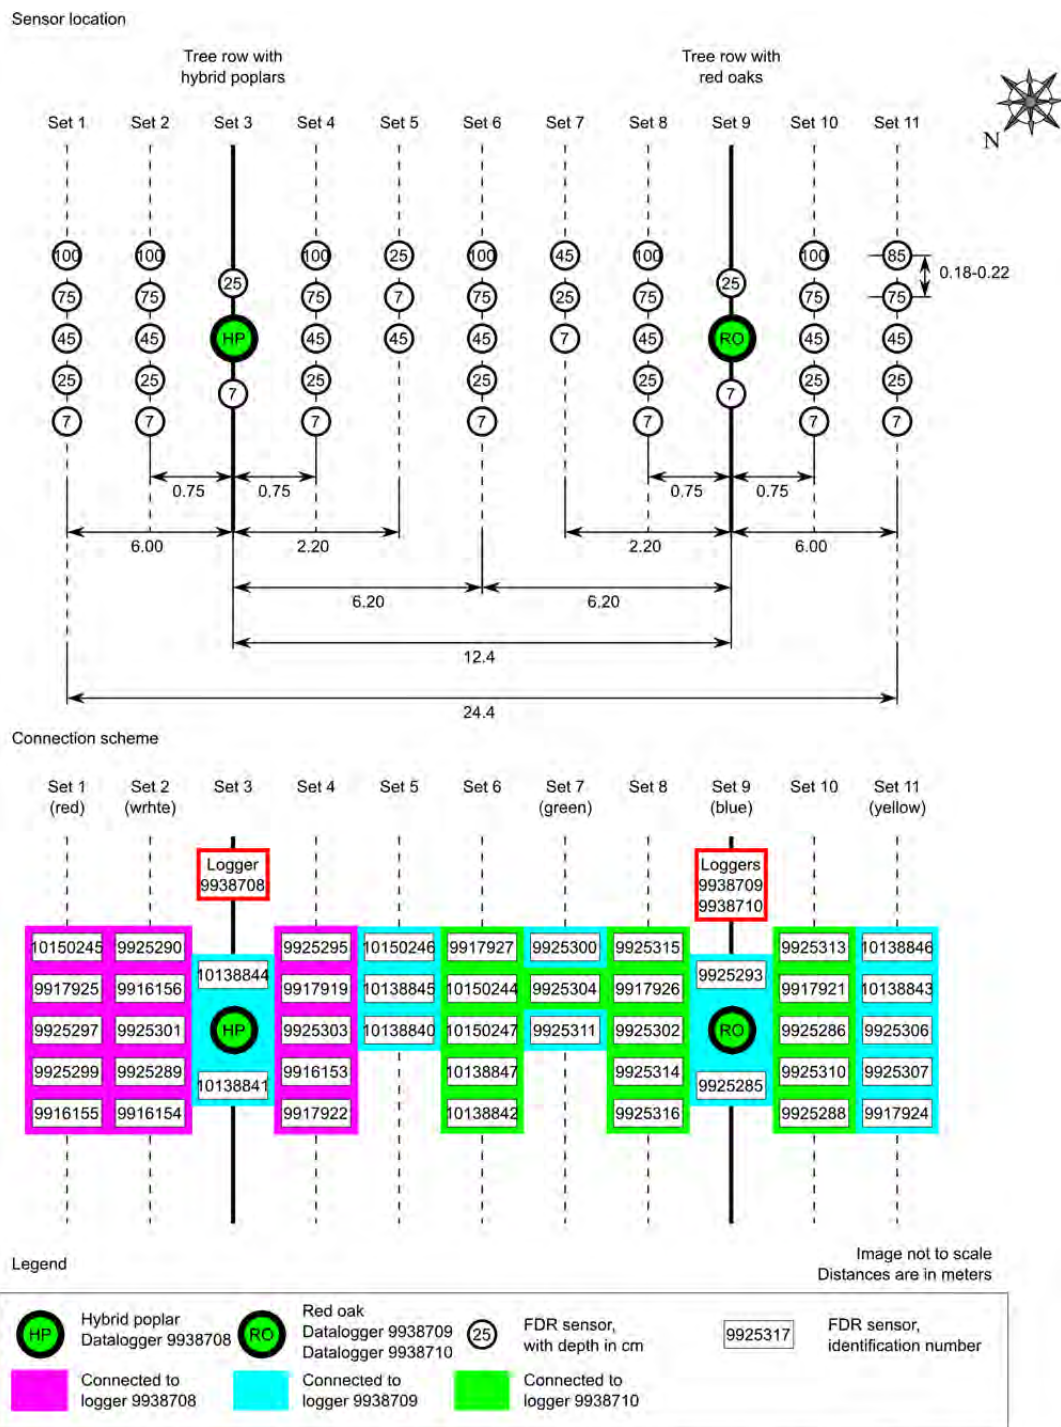 Sensor location
Tree row with
hybrid poplars
Tree row with
red oaks
N
Set 1 Set 2 Set 3 Set 4 Set 5 Set 6 Set 7 Set 8 Set 9 Set 10 Set 11
100 100 100 25 100 45 100 100 85
25 25
0.18-0.22
75 75 75 7 75 25 75 75 75
45 45 HP 45 45 45 7 45 RO 45 45
25 25 25 25 25 25 25
7 7
7 7 7 7 7 7 7
0.75 0.75 0.75 0.75
6.00 2.20 2.20 6.00
6.20 6.20
12.4
24.4
Connection scheme
Set 1 Set 2 Set 3 Set 4 Set 5 Set 6 Set 7 Set 8 Set 9 Set 10 Set 11
(red) (wrhte) (green) (blue) (yellow)
Logger
9938708
Loggers
9938709
9938710
10150245 9925290 9925295 10150246 9917927 9925300 9925315 9925313 10138846
10138844 9925293
9917925 9916156 9917919 10138845 10150244 9925304 9917926 9917921 10138843
9925297 9925301 HP 9925303 10138840 10150247 9925311 9925302 RO 9925286 9925306
9925299 9925289 9916153 10138847 9925314 9925310 9925307
10138841 9925285
9916155 9916154 9917922 10138842 9925316 9925288 9917924
Image not to scale
Distances are in meters
Legend
HP
Hybrid poplar
Datalogger 9938708
RO
Red oak
Datalogger 9938709
Datalogger 9938710
25
FDR sensor,
with depth in cm
9925317
FDR sensor,
identification number
Connected to
logger 9938708
Connected to
logger 9938709
Connected to
logger 9938710